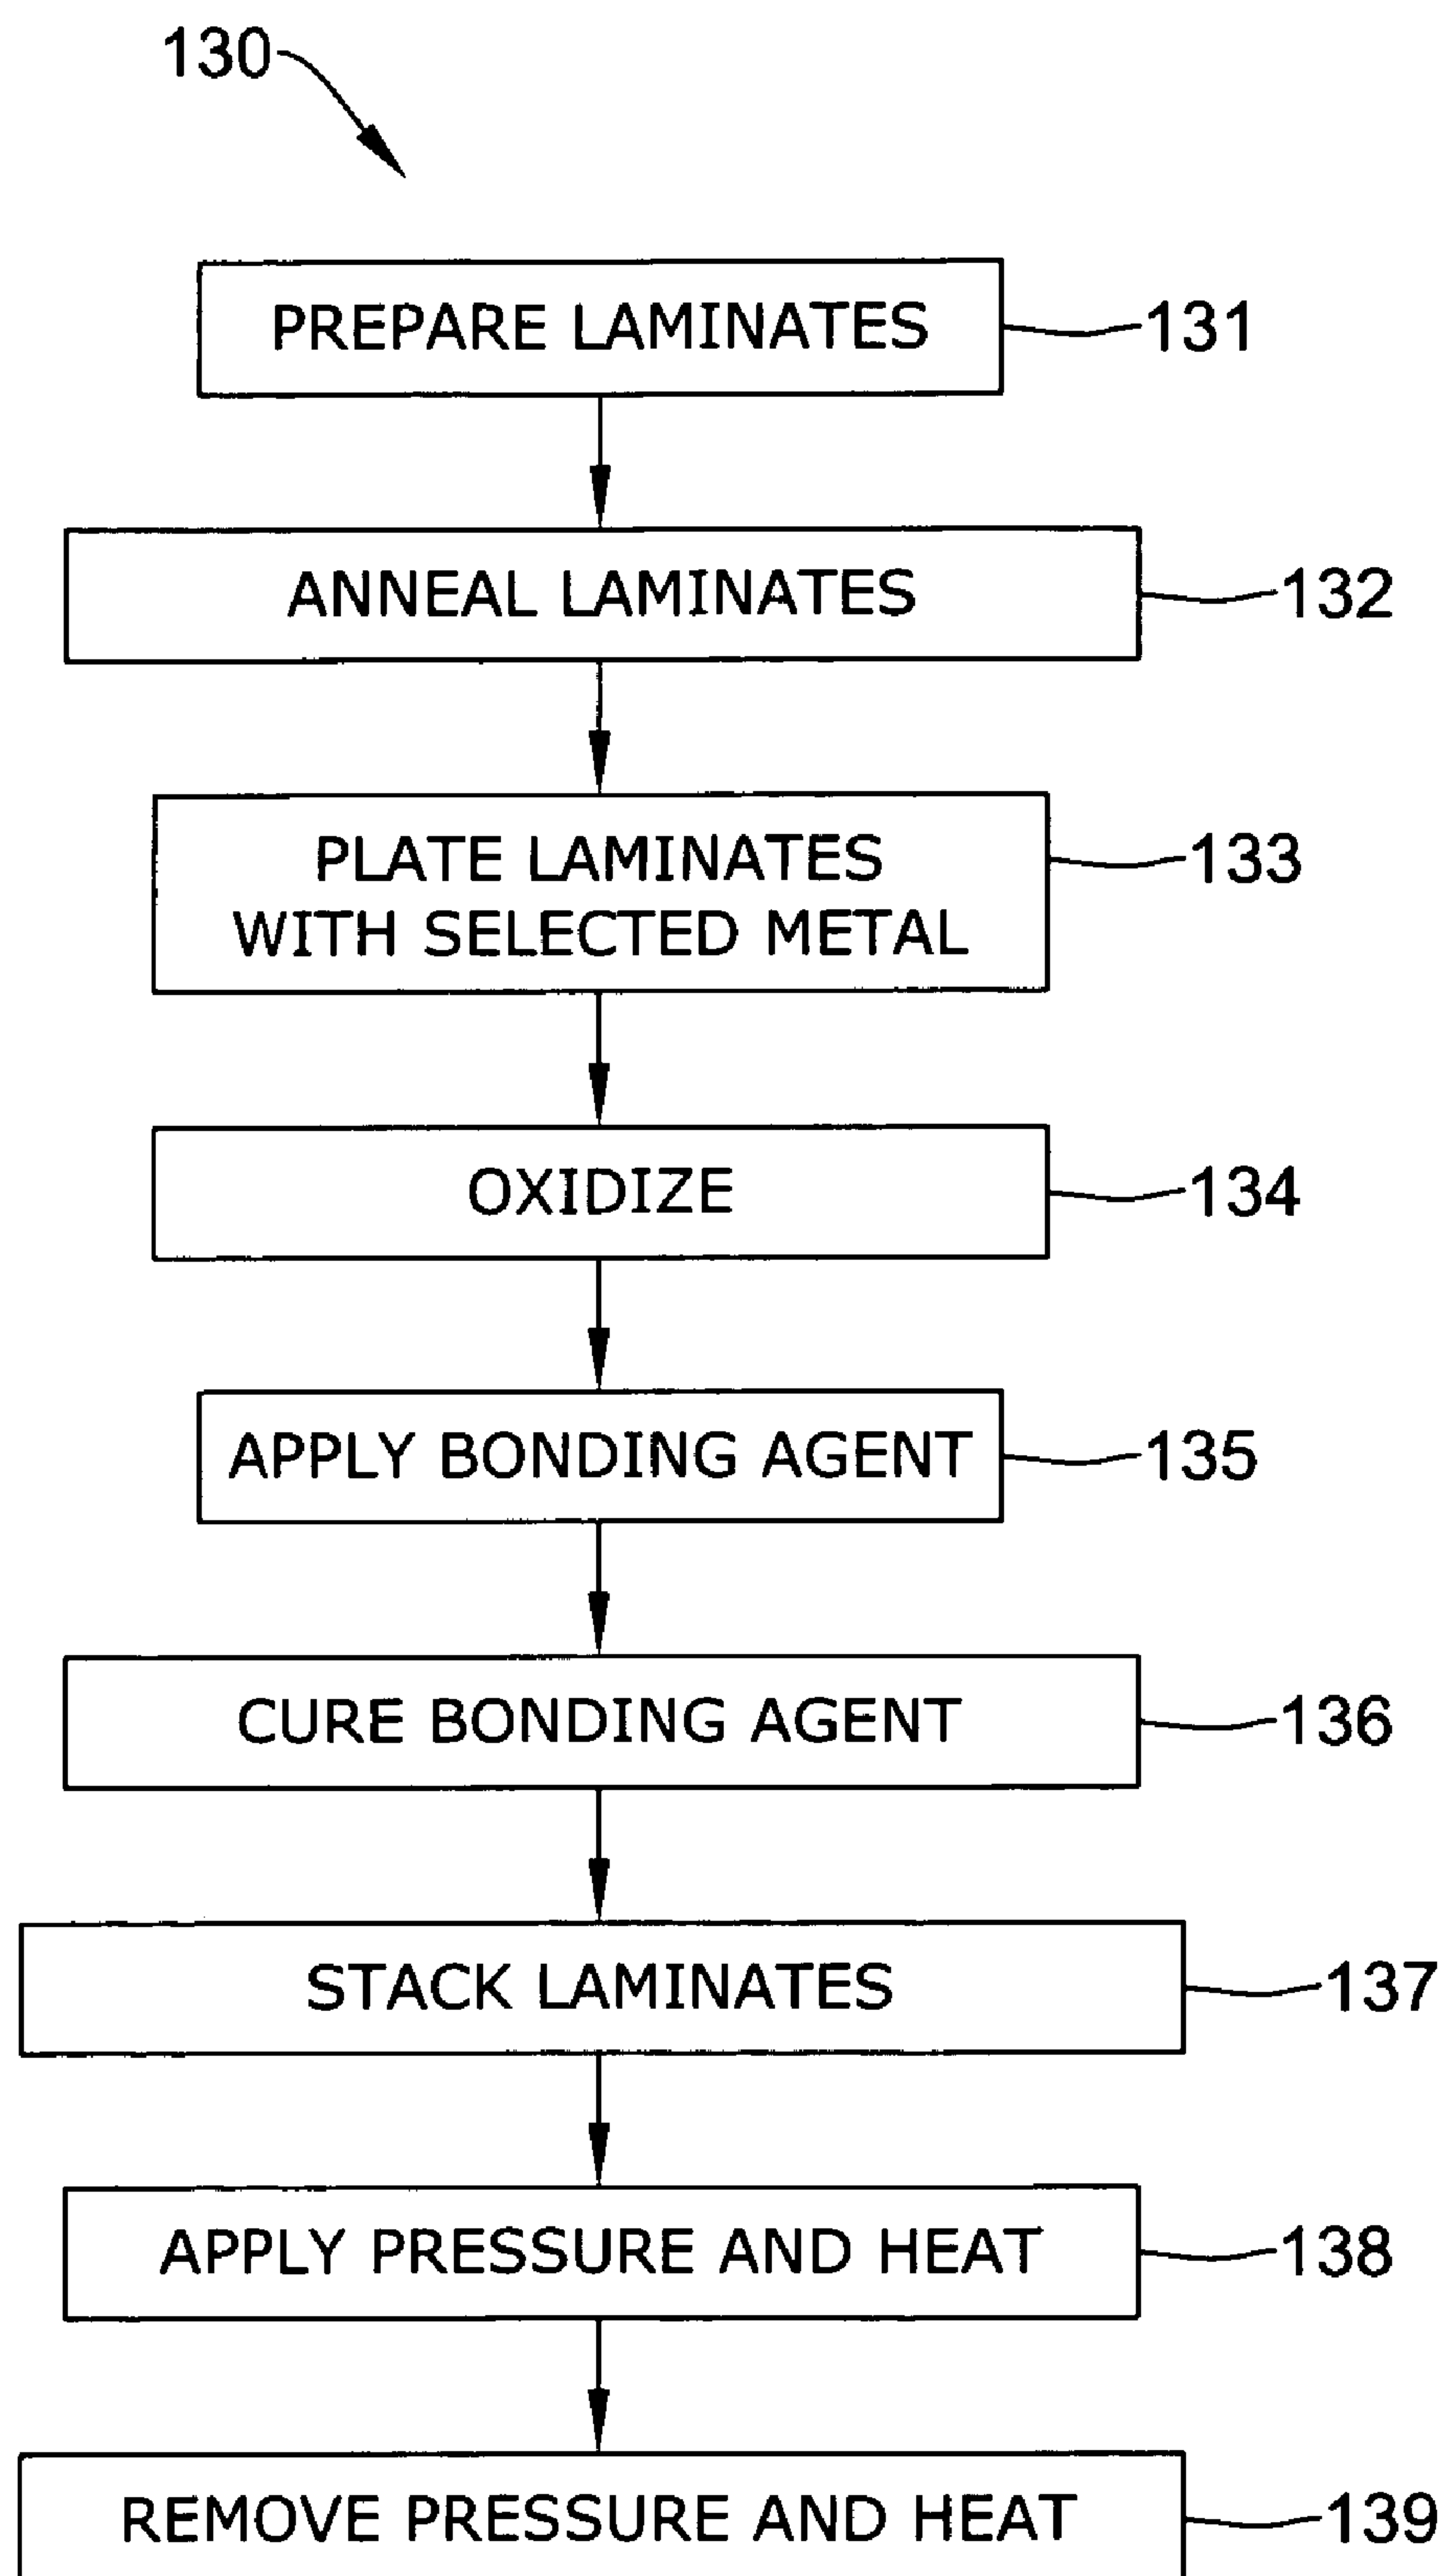 130
PREPARE LAMINATES
131
ANNEAL LAMINATES
132
PLATE LAMINATES
WITH SELECTED METAL
133
OXIDIZE
134
APPLY BONDING AGENT
135
CURE BONDING AGENT
136
STACK LAMINATES
137
APPLY PRESSURE AND HEAT
138
REMOVE PRESSURE AND HEAT
139